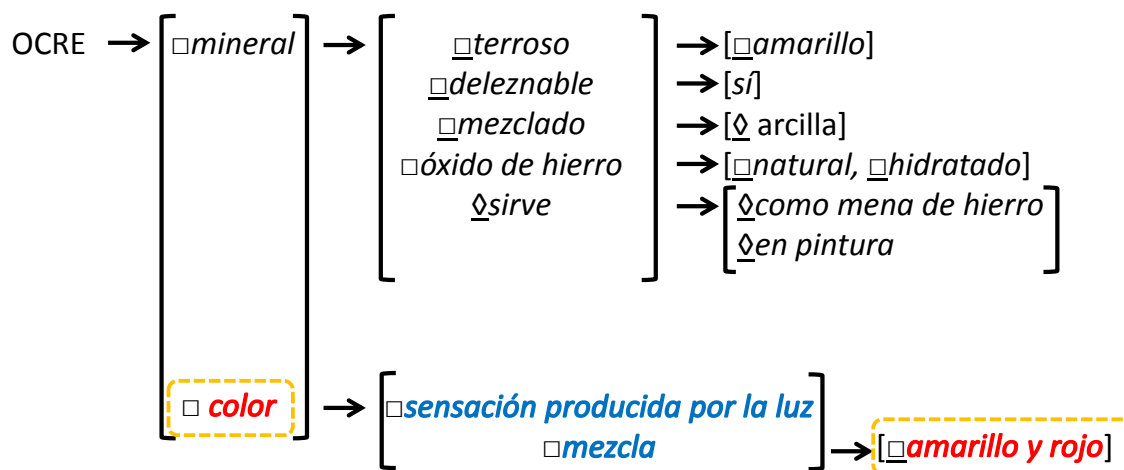 OCRE → □mineral → □terroso → [□amarillo]
□deleznable → [sí]
□mezclado → [◊ arcilla]
□óxido de hierro → [□natural, □hidratado]
◊sirve → ◊como mena de hierro
◊en pintura
□ color → □sensación producida por la luz
□mezcla → [□amarillo y rojo]